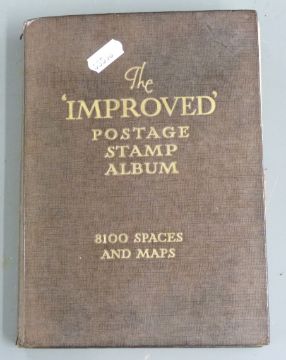 The
'IMPROVED'
POSTAGE
STAMP
ALBUM
8100 SPACES
AND MAPS